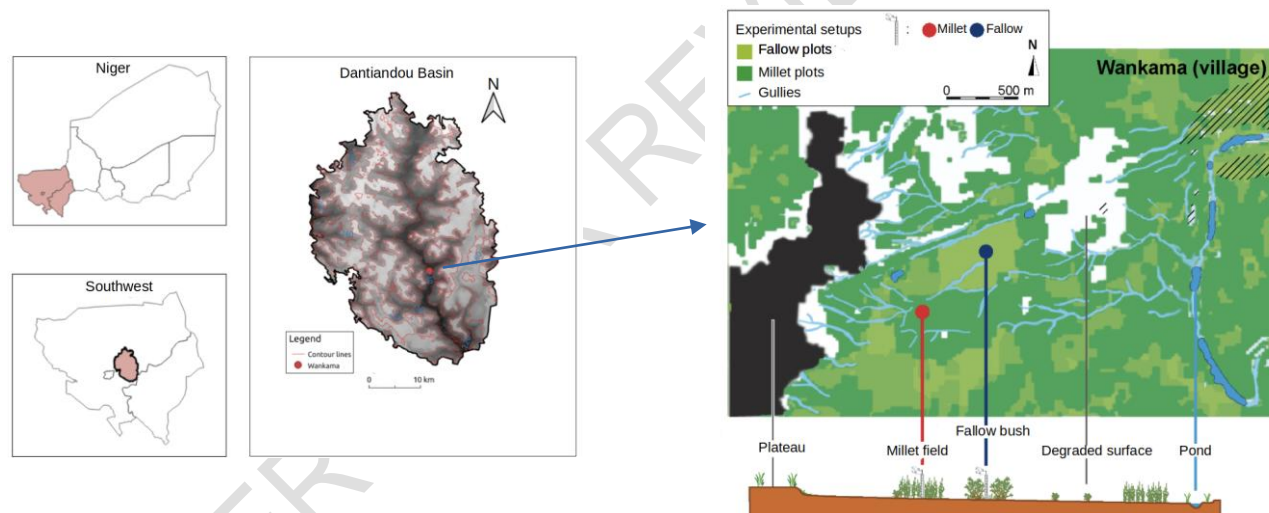 Niger
Southwest
Dantiandou Basin
N
Legend
Contour lines
Wankama
0 10 km
Experimental setups : Millet Fallow
Fallow plots
Millet plots
Gullies
N
0 500 m
Wankama (village)
Plateau
Millet field
Fallow bush
Degraded surface
Pond